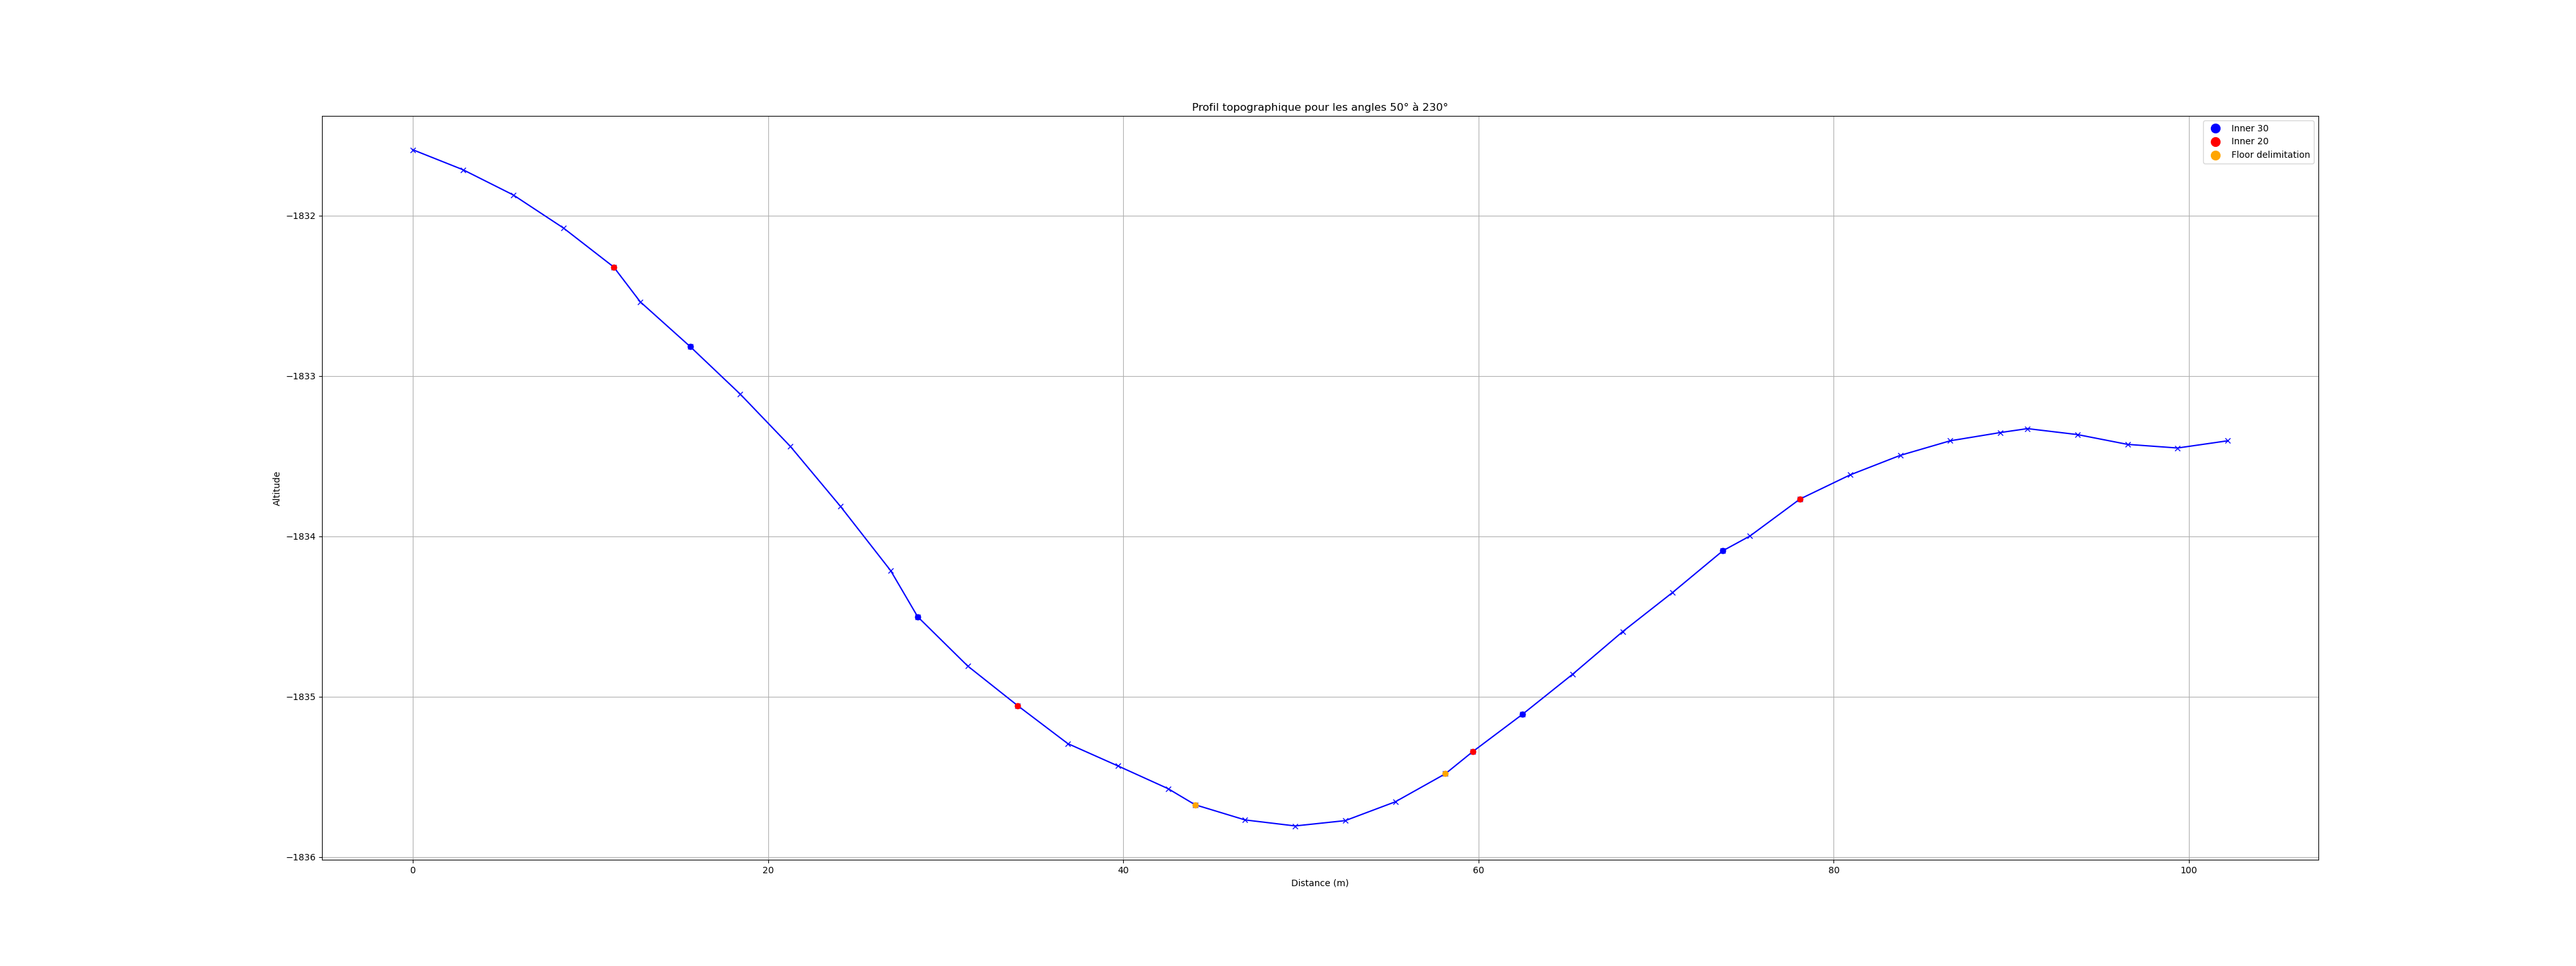 Profil topographique pour les angles 50° à 230°
Inner 30
Inner 20
Floor delimitation
Altitude
−1832
−1833
−1834
−1835
−1836
0 20 40 60 80 100
Distance (m)